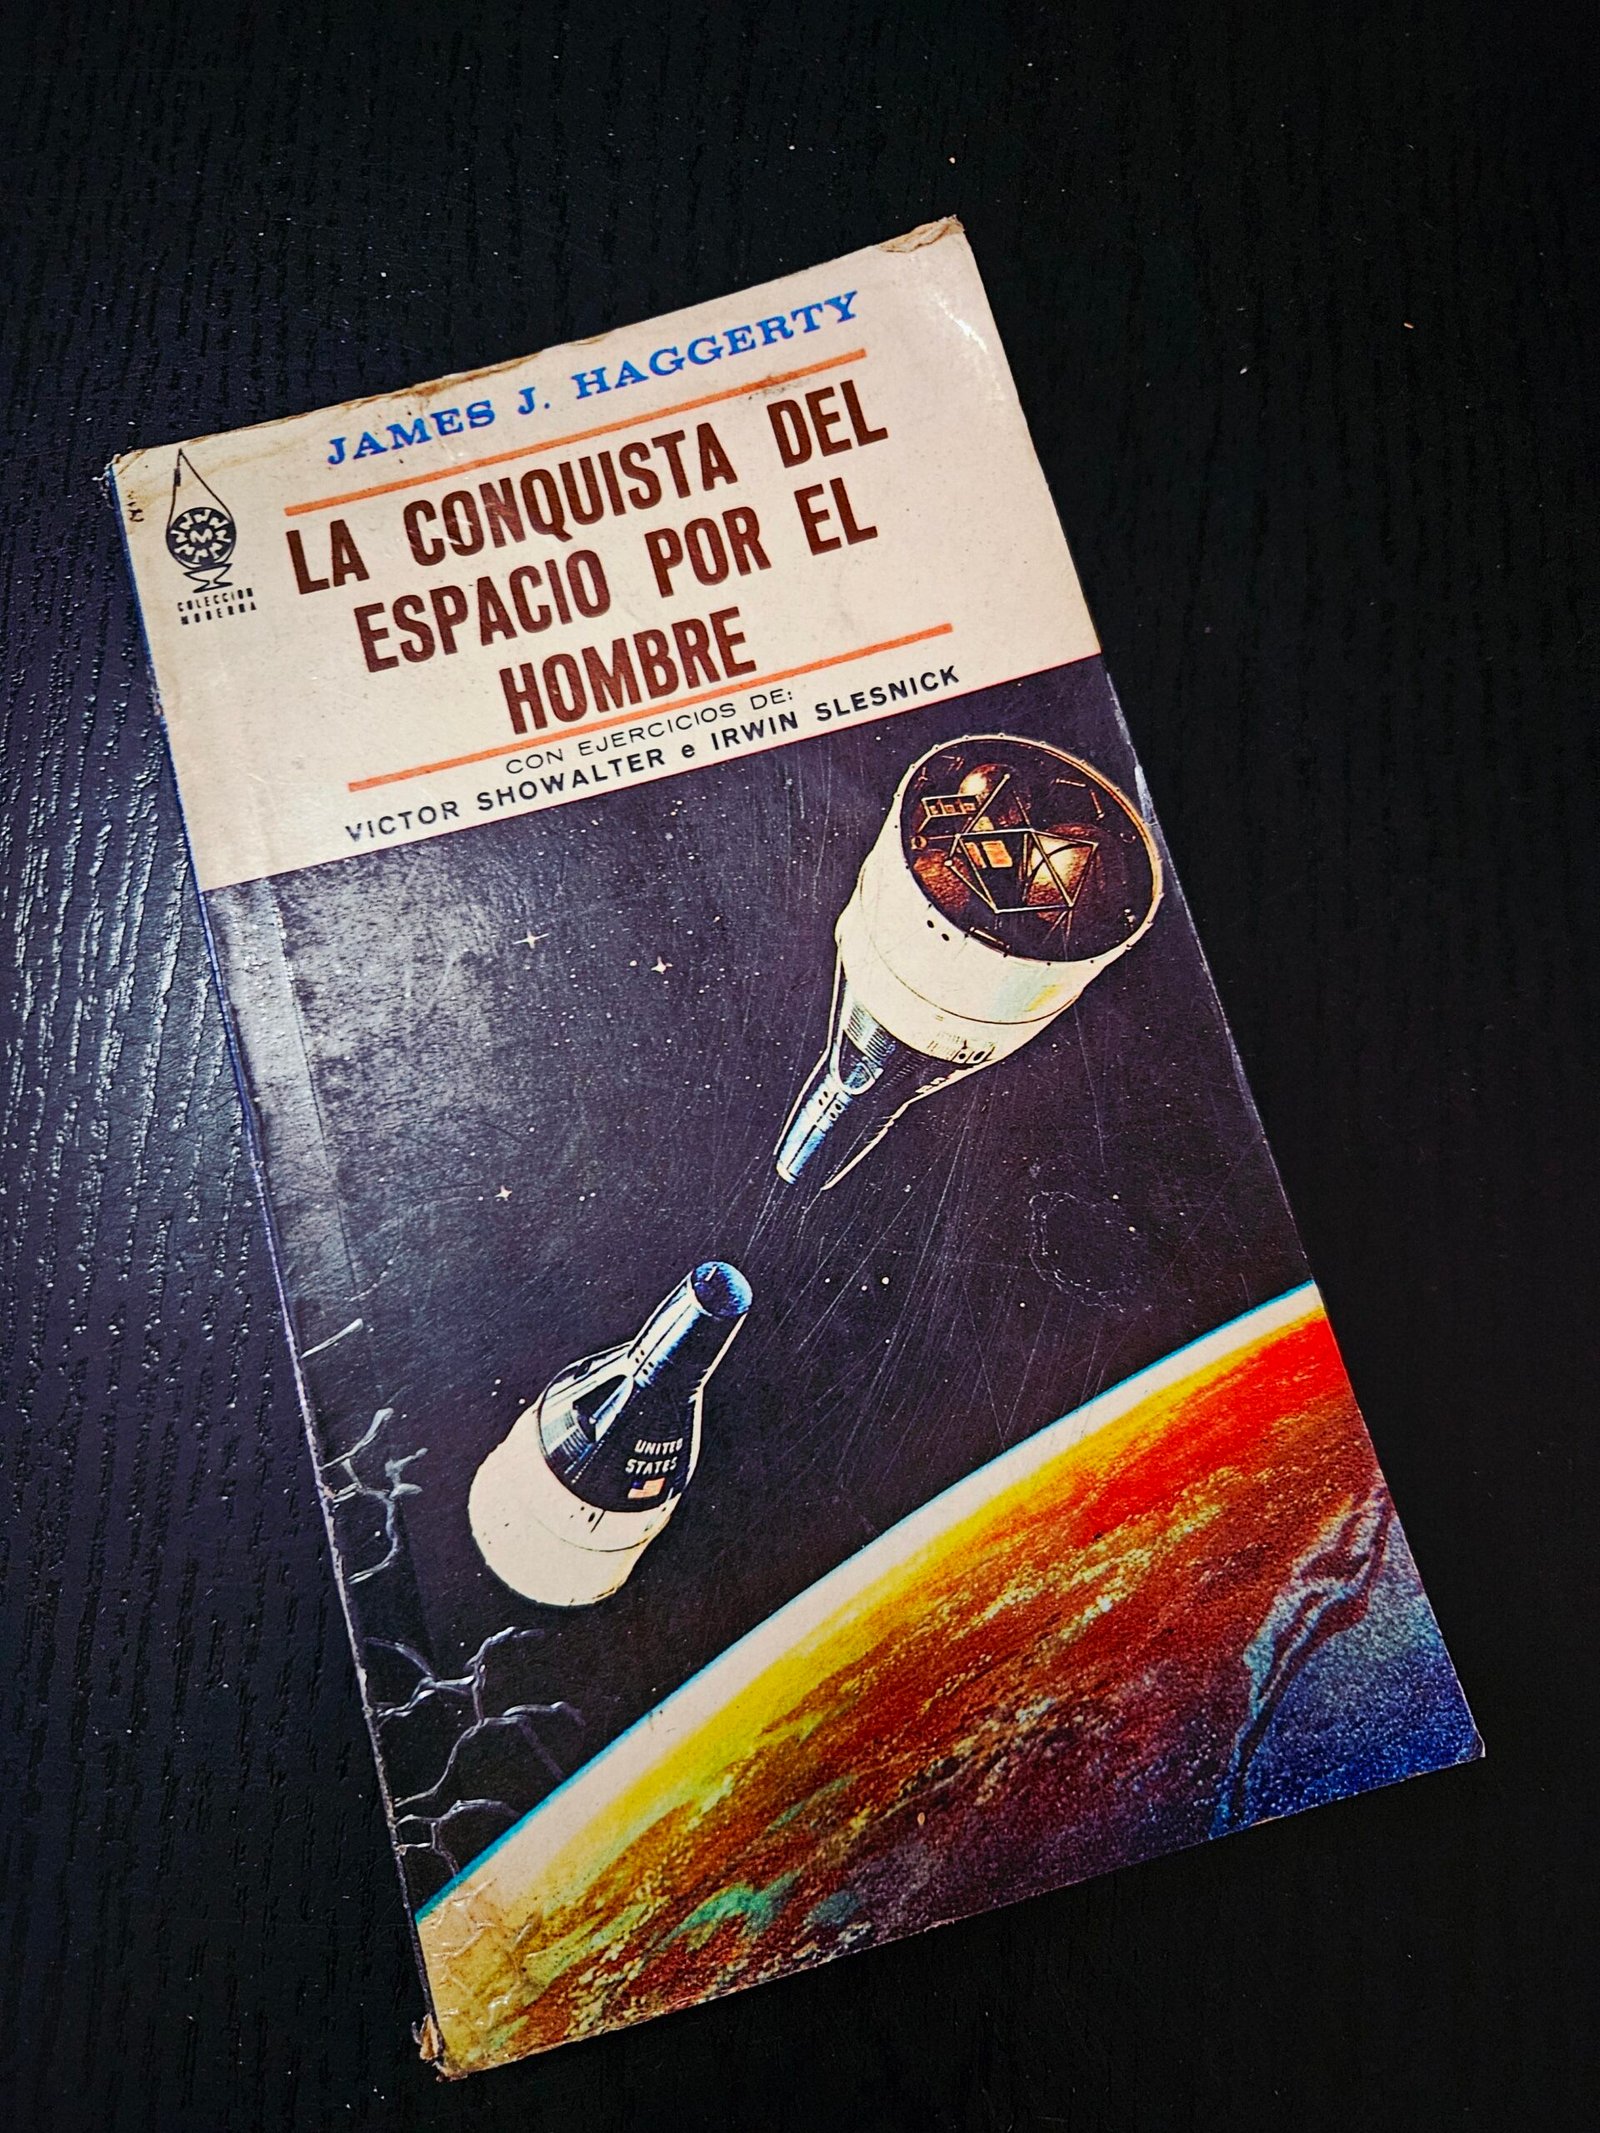 JAMES J. HAGGERTY
LA CONQUISTA DEL
ESPACIO POR EL
HOMBRE
CON EJERCICIOS DE:
VICTOR SHOWALTER e IRWIN SLESNICK
M
COLECCION
MODERNA
UNITED
STATES